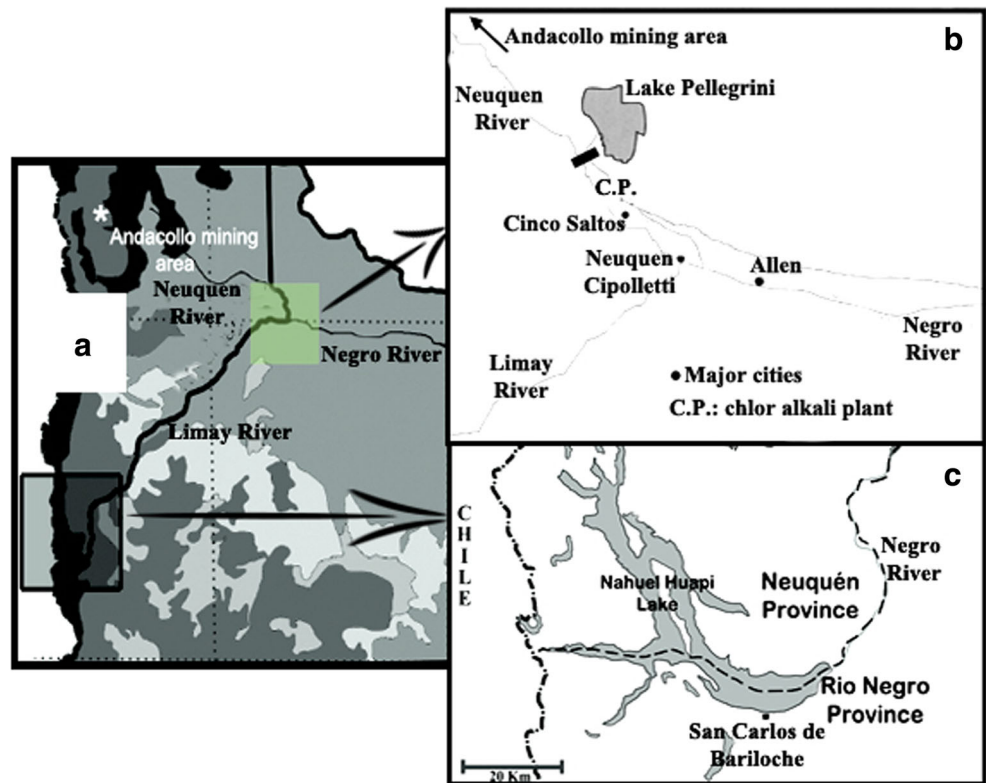 a
*
Andacollo mining
area
Neuquen
River
Negro River
Limay River
b
Andacollo mining area
Neuquen
River
Lake Pellegrini
C.P.
Cinco Saltos
Neuquen
Cipolletti
Allen
Negro
River
Limay
River
Major cities
C.P.: chlor alkali plant
c
C
H
I
L
E
Negro
River
Nahuel Huapi
Lake
Neuquén
Province
Rio Negro
Province
San Carlos de
Bariloche
20 Km